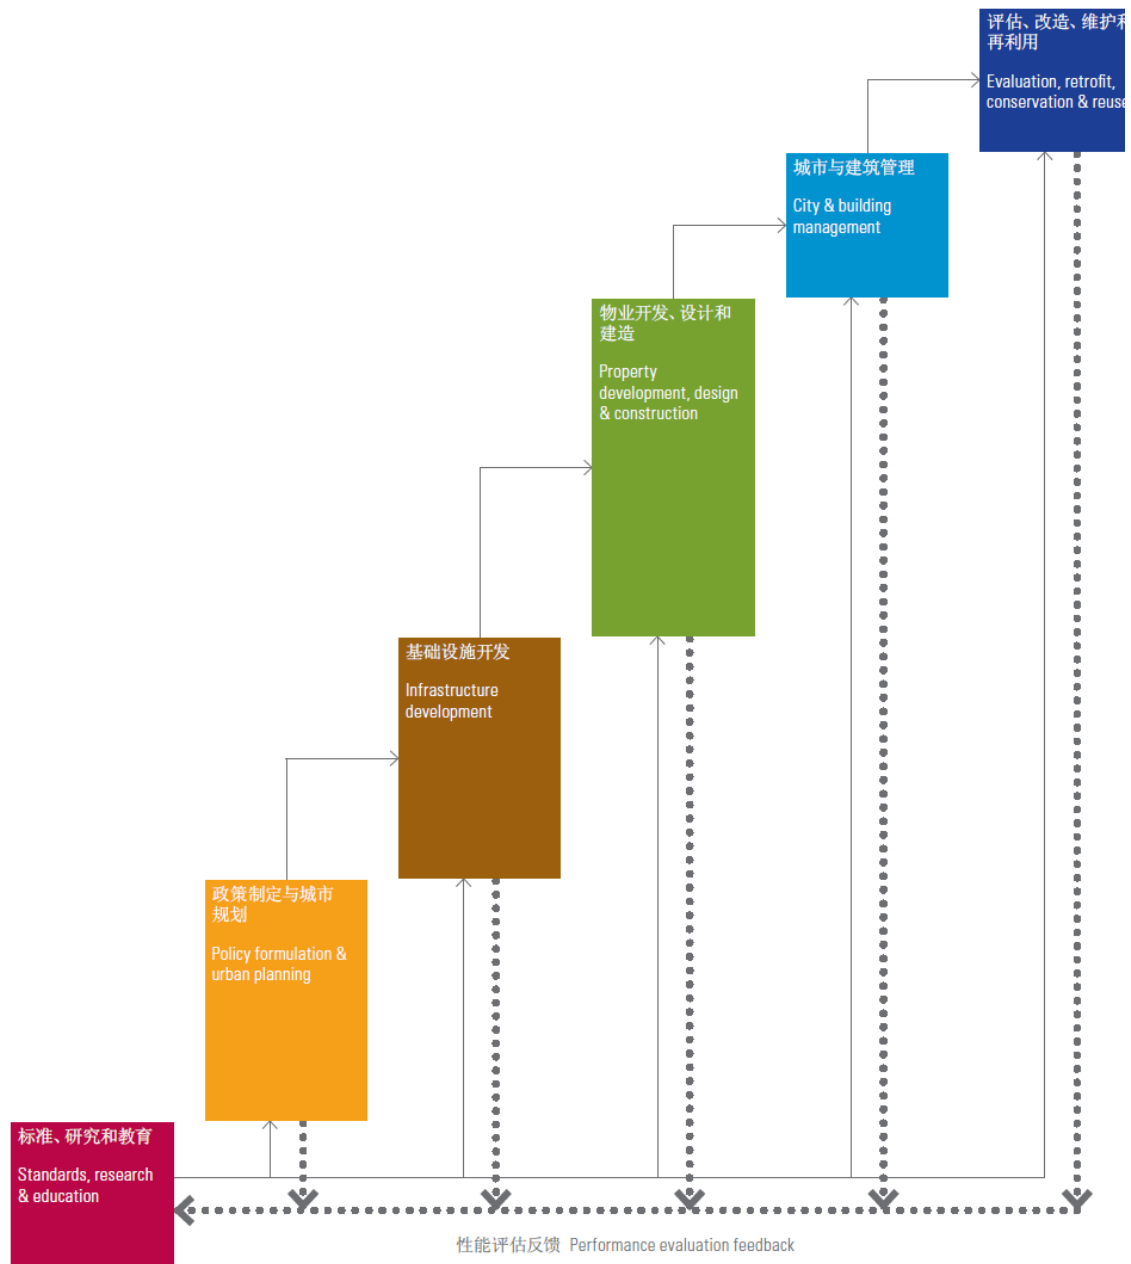 评估、改造、维护和
再利用
Evaluation, retrofit,
conservation & reuse
城市与建筑管理
City & building
management
物业开发、设计和
建造
Property
development, design
& construction
基础设施开发
Infrastructure
development
政策制定与城市
规划
Policy formulation &
urban planning
标准、研究和教育
Standards, research
& education
性能评估反馈 Performance evaluation feedback